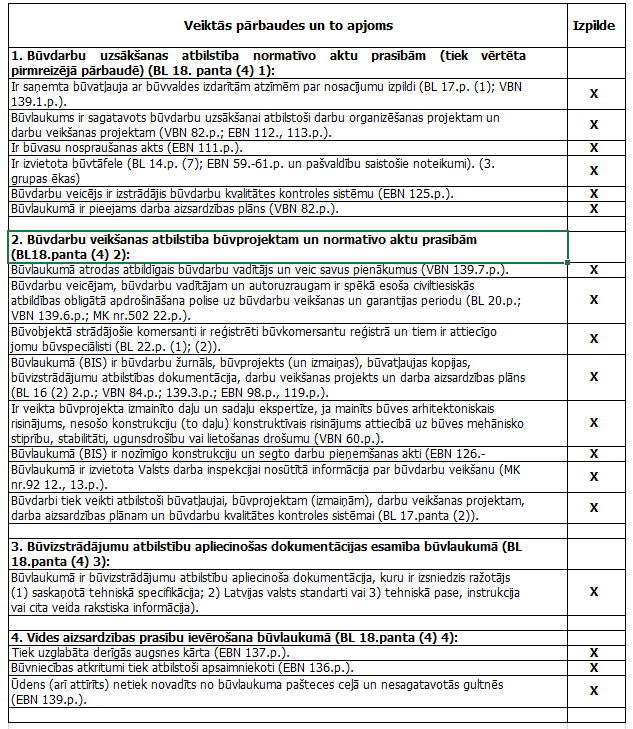 Veiktās pārbaudes un to apjoms
Izpilde
1. Būvdarbu uzsākšanas atbilstība normatīvo aktu prasībām (tiek vērtēta
pirmreizējā pārbaudē) (BL 18. panta (4) 1):
Ir saņemta būvatļauja ar būvvaldes izdarītām atzīmēm par nosacījumu izpildi (BL 17.p. (1); VBN
139.1.p.).
X
Būvlaukums ir sagatavots būvdarbu uzsākšanai atbilstoši darbu organizēšanas projektam un
darbu veikšanas projektam (VBN 82.p.; EBN 112., 113.p.).
X
Ir būvasu nospraušanas akts (EBN 111.p.).
X
Ir izvietota būvtāfele (BL 14.p. (7); EBN 59.-61.p. un pašvaldību saistošie noteikumi). (3.
grupas ēkas)
X
Būvdarbu veicējs ir izstrādājis būvdarbu kvalitātes kontroles sistēmu (EBN 125.p.).
X
Būvlaukumā ir pieejams darba aizsardzības plāns (VBN 82.p.).
X
2. Būvdarbu veikšanas atbilstība būvprojektam un normatīvo aktu prasībām
(BL18.panta (4) 2):
Būvlaukumā atrodas atbildīgais būvdarbu vadītājs un veic savus pienākumus (VBN 139.7.p.).
X
Būvdarbu veicējam, būvdarbu vadītājam un autoruzraugam ir spēkā esoša civiltiesiskās
atbildības obligātā apdrošināšana polise uz būvdarbu veikšanas un garantijas periodu (BL 20.p.;
VBN 139.6.p.; MK nr.502 22.p.).
X
Būvobjektā strādājošie komersanti ir reģistrēti būvkomersantu reģistrā un tiem ir attiecīgo
jomu būvspeciālisti (BL 22.p. (1); (2)).
X
Būvlaukumā (BIS) ir būvdarbu žurnāls, būvprojekts (un izmaiņas), būvatļaujas kopijas,
būvizstrādājumu atbilstības dokumentācija, darbu veikšanas projekts un darba aizsardzības plāns
(BL 16 (2) 2.p.; VBN 84.p.; 139.3.p.; EBN 98.p., 119.p.).
X
Ir veikta būvprojekta izmainīto daļu un sadaļu ekspertīze, ja mainīts būves arhitektoniskais
risinājums, nesošo konstrukciju (to daļu) konstruktīvais risinājums attiecībā uz būves mehānisko
stiprību, stabilitāti, ugunsdrošību vai lietošanas drošumu (VBN 60.p.).
X
Būvlaukumā (BIS) ir nozīmīgo konstrukciju un segto darbu pieņemšanas akti (EBN 126.-
X
Būvlaukumā ir izvietota Valsts darba inspekcijai nosūtītā informācija par būvdarbu veikšanu (MK
nr.92 12., 13.p.).
X
Būvdarbi tiek veikti atbilstoši būvatļaujai, būvprojektam (izmaiņām), darbu veikšanas projektam,
darba aizsardzības plānam un būvdarbu kvalitātes kontroles sistēmai (BL 17.panta (2)).
X
3. Būvizstrādājumu atbilstību apliecinošas dokumentācijas esamība būvlaukumā (BL
18.panta (4) 3):
Būvlaukumā ir būvizstrādājumu atbilstību apliecinoša dokumentācija, kuru ir izsniedzis ražotājs
(1) saskaņotā tehniskā specifikācija; 2) Latvijas valsts standarti vai 3) tehniskā pase, instrukcija
vai cita veida rakstiska informācija).
X
4. Vides aizsardzības prasību ievērošana būvlaukumā (BL 18.panta (4) 4):
Tiek uzglabāta derīgās augsnes kārta (EBN 137.p.).
X
Būvniecības atkritumi tiek atbilstoši apsaimniekoti (EBN 136.p.).
X
Ūdens (arī attīrīts) netiek novadīts no būvlaukuma pašteces ceļā un nesagatavotās gultnēs
(EBN 139.p.).
X